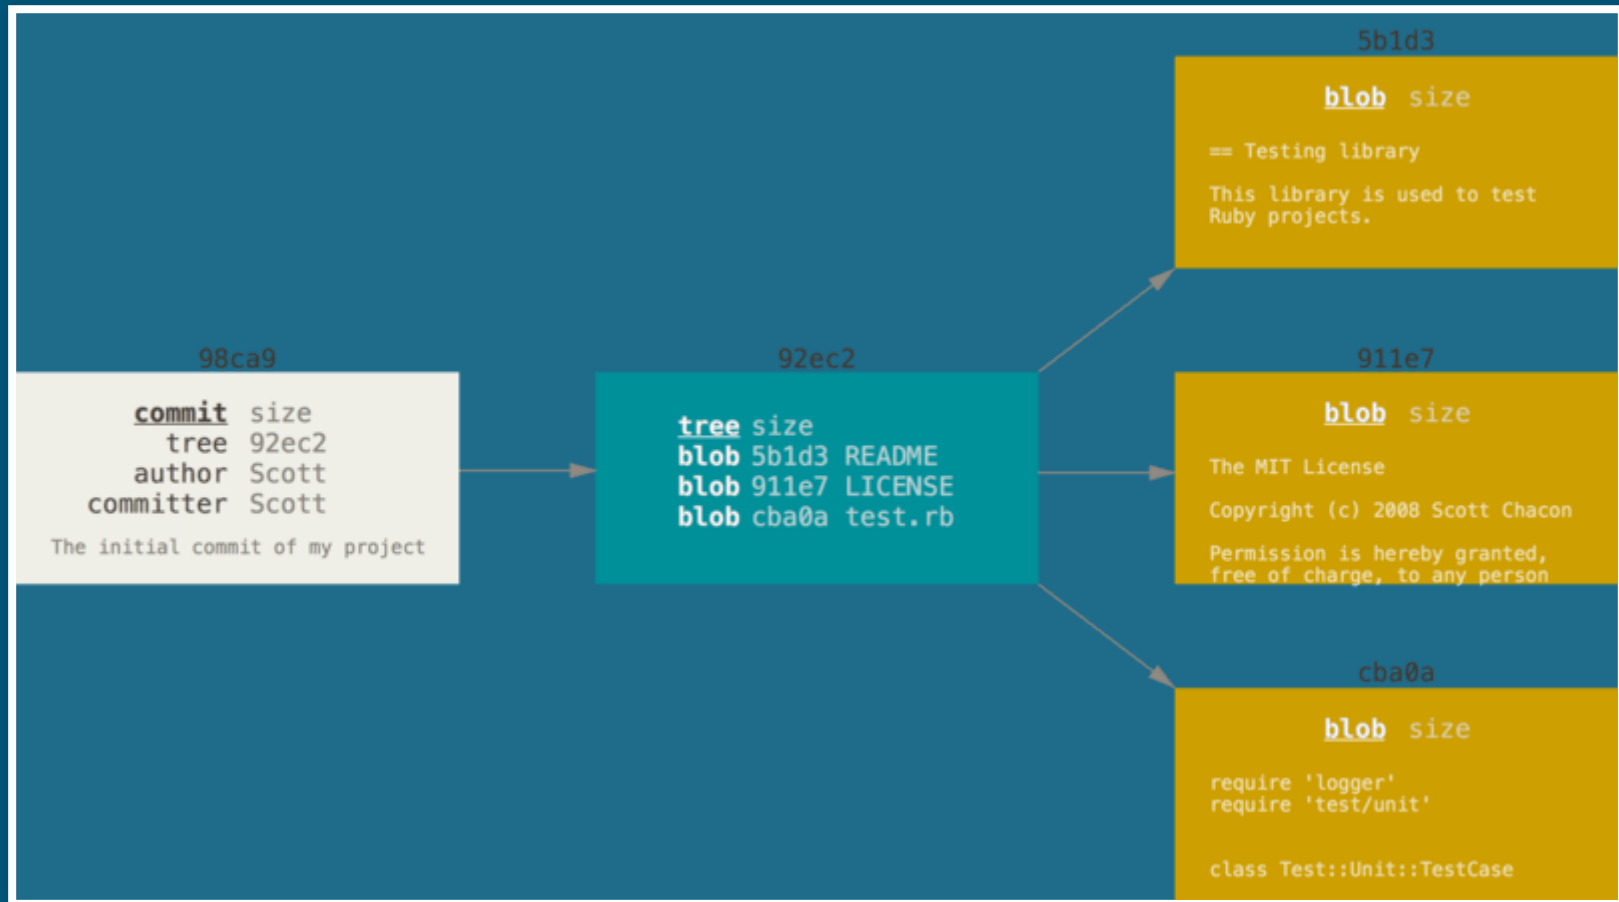 98ca9
commit size
tree 92ec2
author Scott
committer Scott
The initial commit of my project
92ec2
tree size
blob 5b1d3 README
blob 911e7 LICENSE
blob cba0a test.rb
5b1d3
blob size
== Testing library
This library is used to test
Ruby projects.
911e7
blob size
The MIT License
Copyright (c) 2008 Scott Chacon
Permission is hereby granted,
free of charge, to any person
cba0a
blob size
require 'logger'
require 'test/unit'
class Test::Unit::TestCase